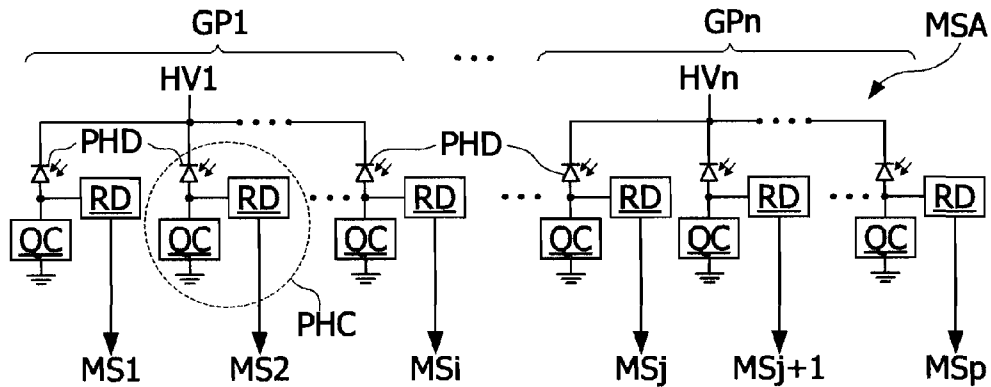 GP1 ... GPn MSA
HV1 HVn
PHD PHD
RD RD RD RD RD RD
QC QC QC QC QC QC
PHC
MS1 MS2 MSi MSj MSj+1 MSp